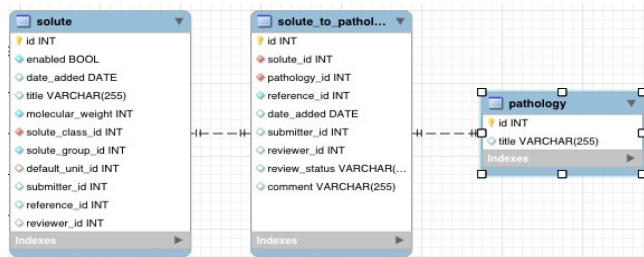 solute
id INT
enabled BOOL
date_added DATE
title VARCHAR(255)
molecular_weight INT
solute_class_id INT
solute_group_id INT
default_unit_id INT
submitter_id INT
reference_id INT
reviewer_id INT
Indexes
solute_to_pathol...
id INT
solute_id INT
pathology_id INT
reference_id INT
date_added DATE
submitter_id INT
reviewer_id INT
review_status VARCHAR(...
comment VARCHAR(255)
Indexes
pathology
id INT
title VARCHAR(255)
Indexes